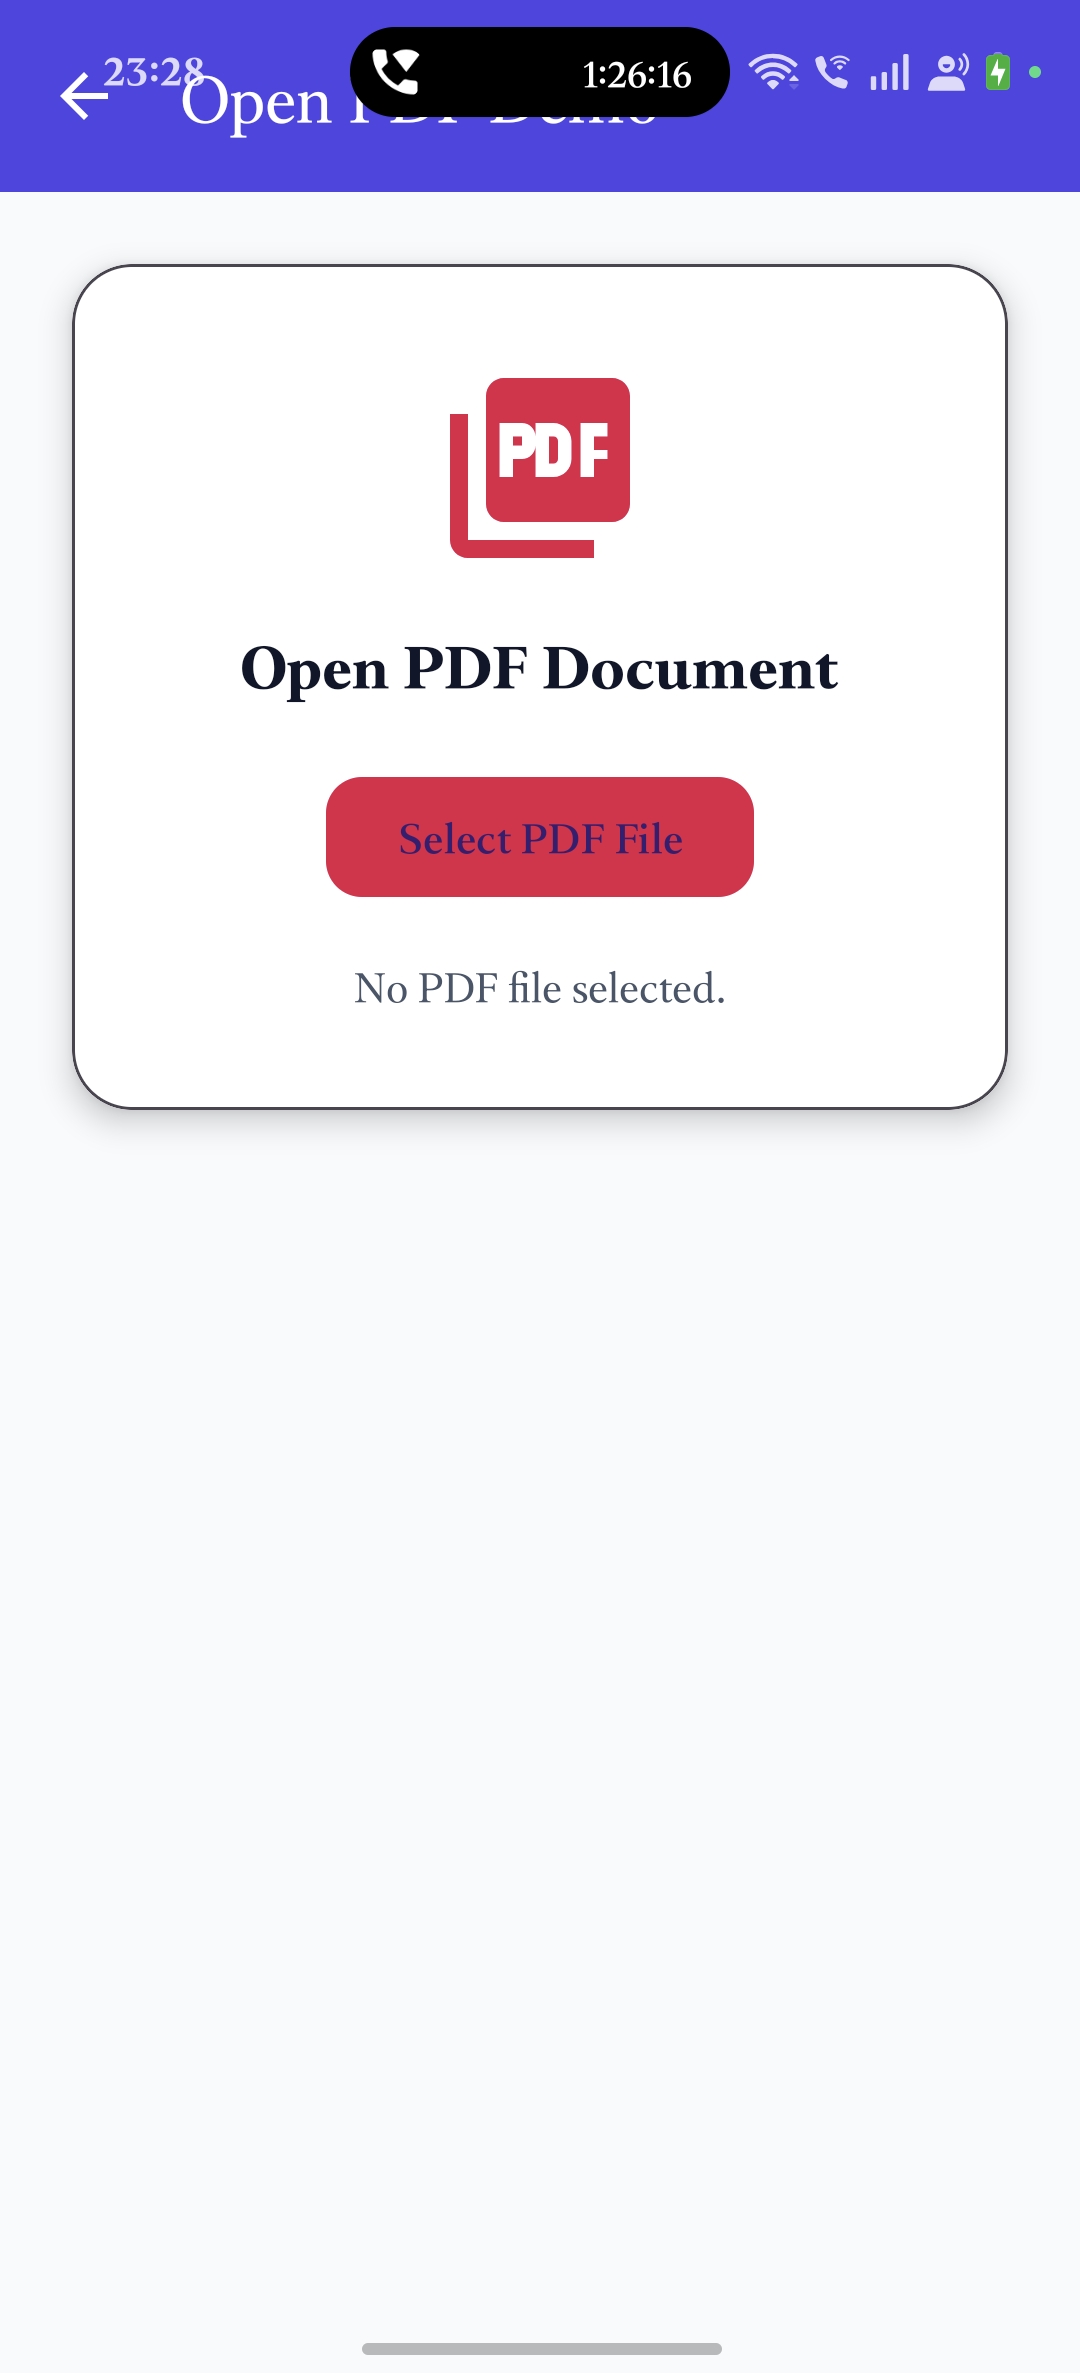 23:28
1:26:16
Open
PDF
Open PDF Document
Select PDF File
No PDF file selected.